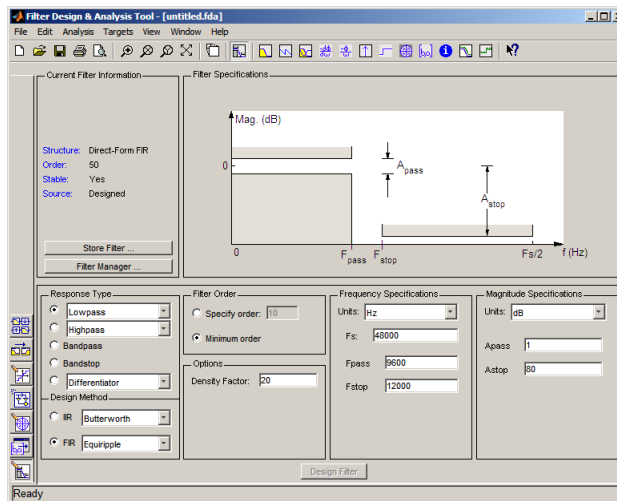 Filter Design & Analysis Tool - [untitled.fda]
File Edit Analysis Targets View Window Help
Current Filter Information
Structure: Direct-Form FIR
Order: 50
Stable: Yes
Source: Designed
Store Filter ...
Filter Manager ...
Filter Specifications
Mag. (dB)
0
A pass
A stop
0
F pass
F stop
Fs/2
f (Hz)
Response Type
Lowpass
Highpass
Bandpass
Bandstop
Differentiator
Design Method
IIR Butterworth
FIR Equiripple
Filter Order
Specify order: 10
Minimum order
Options
Density Factor: 20
Frequency Specifications
Units: Hz
Fs: 48000
Fpass 9600
Fstop 12000
Magnitude Specifications
Units: dB
Apass 1
Astop 80
Design Filter
Ready